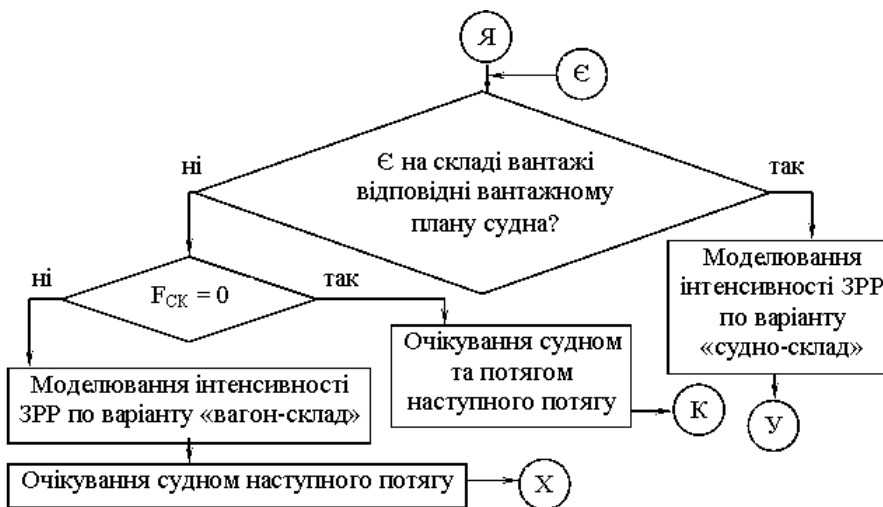 Я
Є
ні
Є на складі вантажі
відповідні вантажному
плану судна?
так
ні
F_СК = 0
так
Моделювання
інтенсивності ЗРР
по варіанту
«судно-склад»
Очікування судном
та потягом
наступного потягу
Моделювання інтенсивності
ЗРР по варіанту «вагон-склад»
К
У
Очікування судном наступного потягу
Х